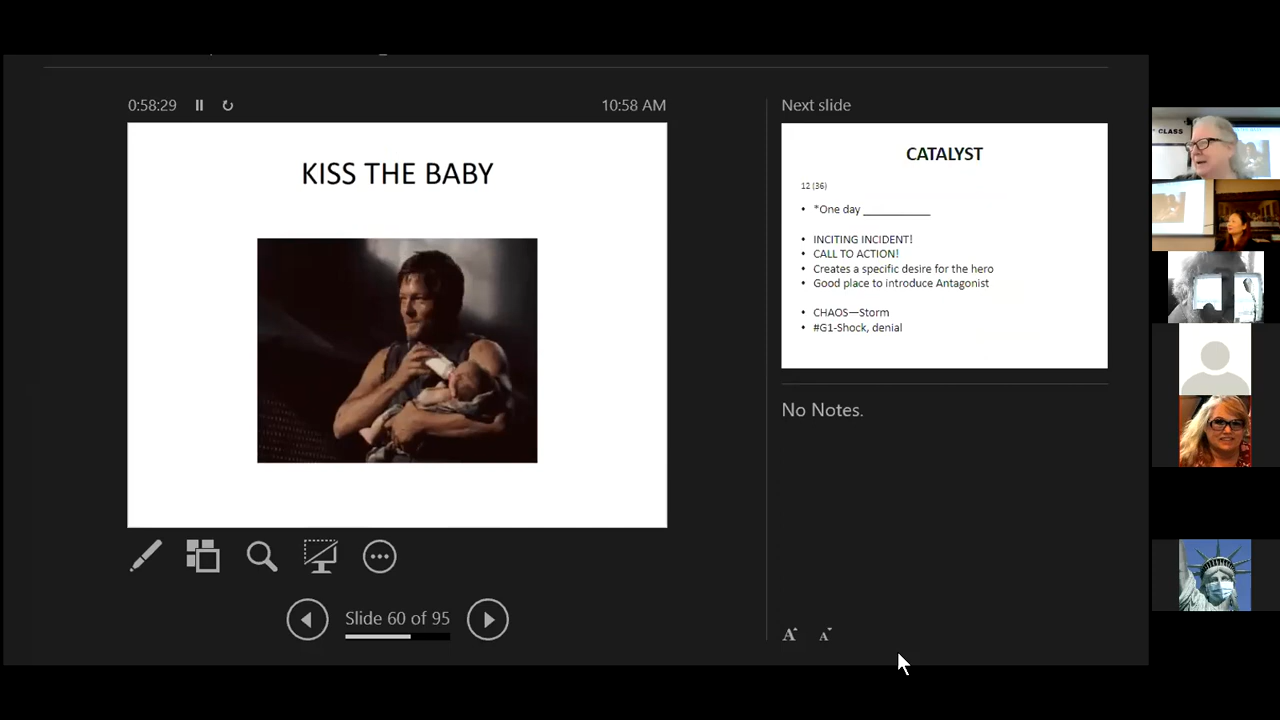 0:58:29
10:58 AM
KISS THE BABY
Slide 60 of 95
Next slide
CATALYST
12 (36)
• *One day ____________
• INCITING INCIDENT!
• CALL TO ACTION!
• Creates a specific desire for the hero
• Good place to introduce Antagonist
• CHAOS—Storm
• #G1-Shock, denial
No Notes.
A A
CLASS